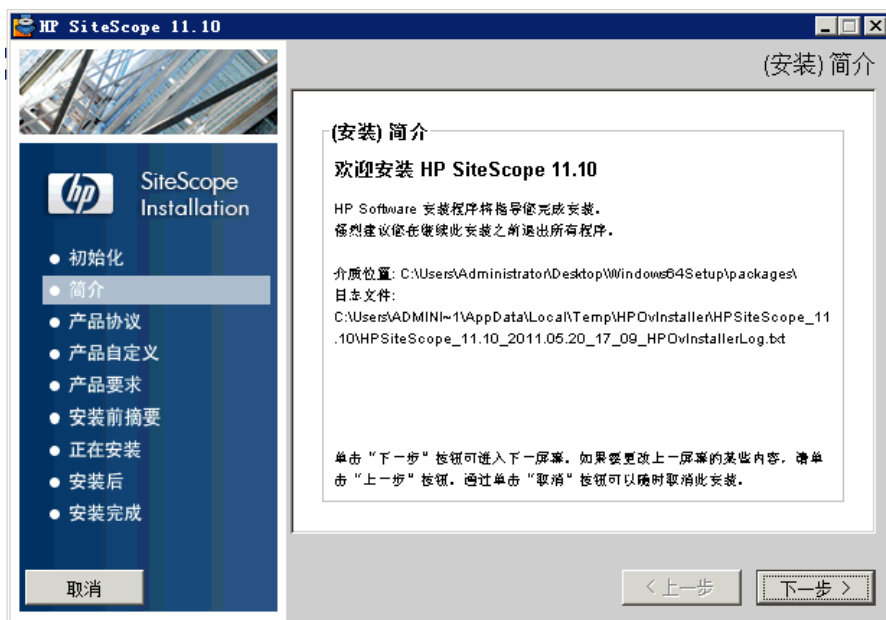 HP SiteScope 11.10
(安装) 简介
hp
SiteScope
Installation
初始化
简介
产品协议
产品自定义
产品要求
安装前摘要
正在安装
安装后
安装完成
取消
(安装) 简介
欢迎安装 HP SiteScope 11.10
HP Software 安装程序将指导您完成安装。
强烈建议您在继续此安装之前退出所有程序。
介质位置: C:\Users\Administrator\Desktop\Windows64Setup\packages\
日志文件:
C:\Users\ADMINI~1\AppData\Local\Temp\HPOvInstaller\HPSiteScope_11
.10\HPSiteScope_11.10_2011.05.20_17_09_HPOvInstallerLog.txt
单击“下一步”按钮可进入下一屏幕。如果要更改上一屏幕的某些内容，请单
击“上一步”按钮。通过单击“取消”按钮可以随时取消此安装。
<上一步
下一步 >